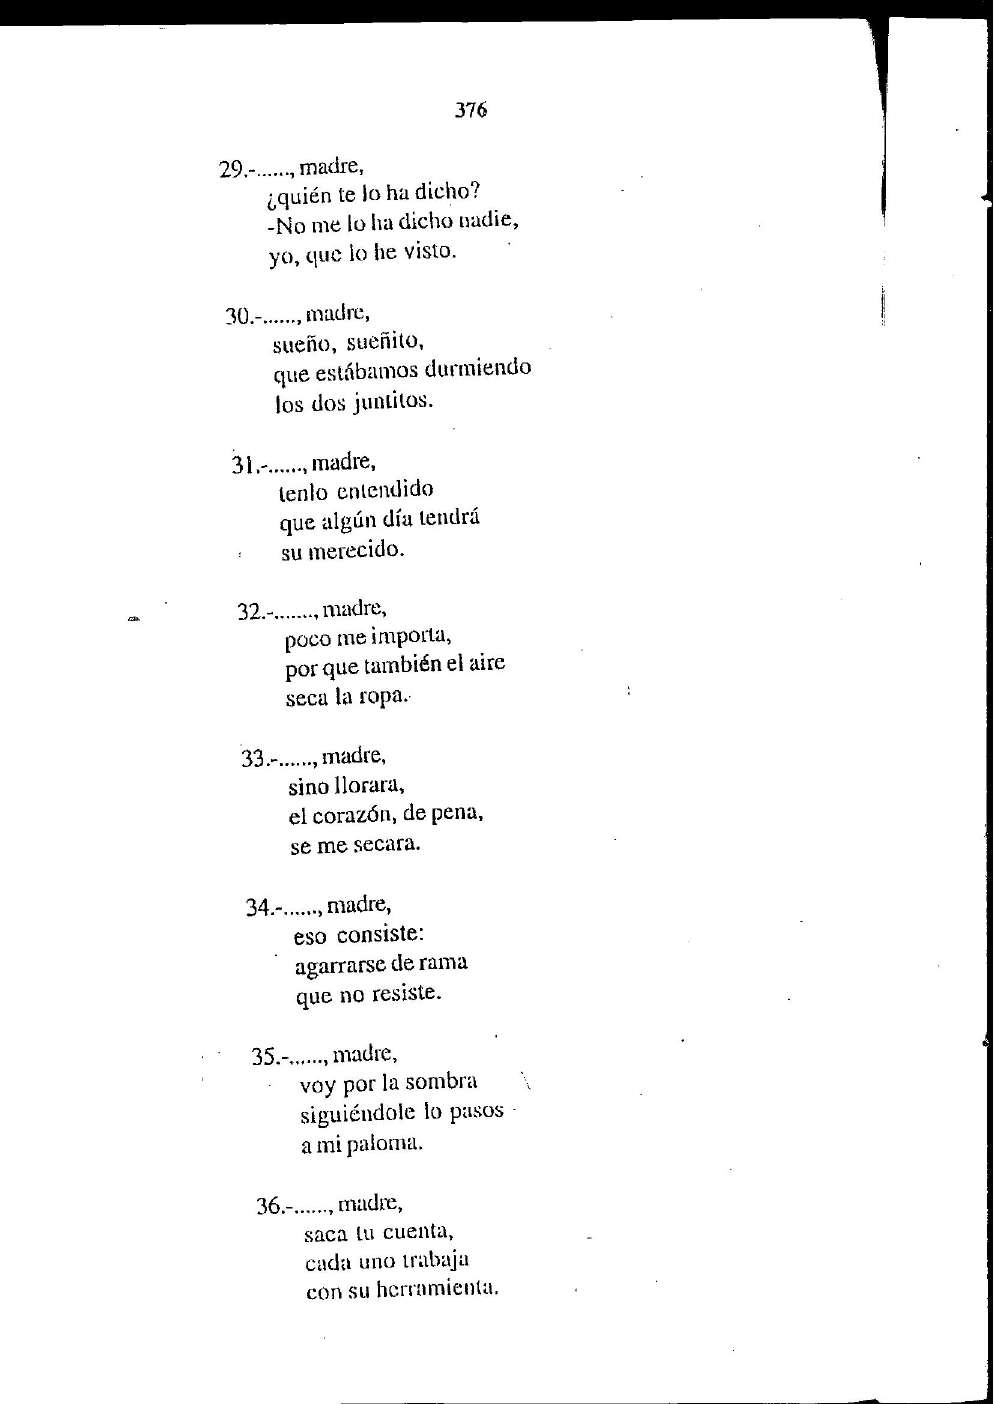 376
29.-......, madre,
¿quién te lo ha dicho?
-No me lo ha dicho nadie,
yo, que lo he visto.
30.-......, madre,
sueño, sueñito,
que estábamos durmiendo
los dos juntitos.
31.-......, madre,
tenlo entendido
que algún día tendrá
su merecido.
32.-......., madre,
poco me importa,
por que también el aire
seca la ropa.
33.-......, madre,
sino llorara,
el corazón, de pena,
se me secara.
34.-......, madre,
eso consiste:
agarrarse de rama
que no resiste.
35.-......, madre,
voy por la sombra
siguiéndole lo pasos
a mi paloma.
36.-......, madre,
saca tu cuenta,
cada uno trabaja
con su herramienta.